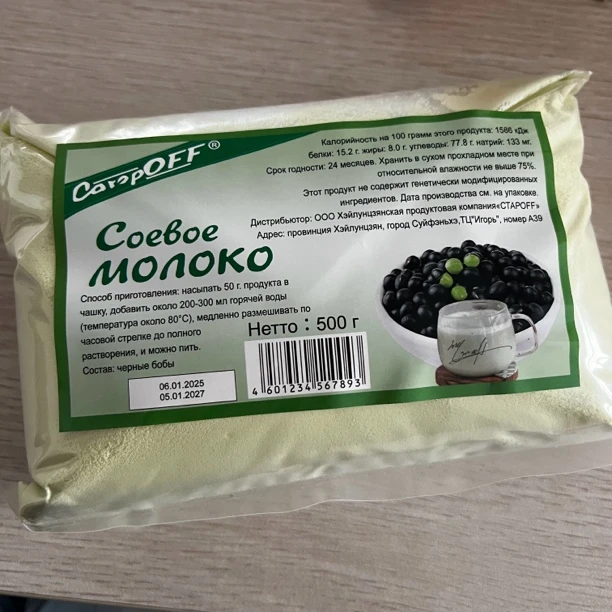 СатэрOFF®
Калорийность на 100 грамм этого продукта: 1586 кДж
белки: 15.2 г. жиры: 8.0 г. углеводы: 77.8 г. натрий: 133 мг.
Срок годности: 24 месяцев. Хранить в сухом прохладном месте при
относительной влажности не выше 75%.
Этот продукт не содержит генетически модифицированных
ингредиентов. Дата производства см. на упаковке.
Дистрибьютор: ООО Хэйлунцзянская продуктовая компания«СТАРOFF»
Адрес: провинция Хэйлунцзян, город Суйфэньхэ,ТЦ"Игорь", номер А39
Соевое
молоко
Способ приготовления: насыпать 50 г. продукта в
чашку, добавить около 200-300 мл горячей воды
(температура около 80°С), медленно размешивать по
часовой стрелке до полного
растворения, и можно пить.
Состав: черные бобы
Нетто : 500 г
06.01.2025
05.01.2027
4 601234 567893